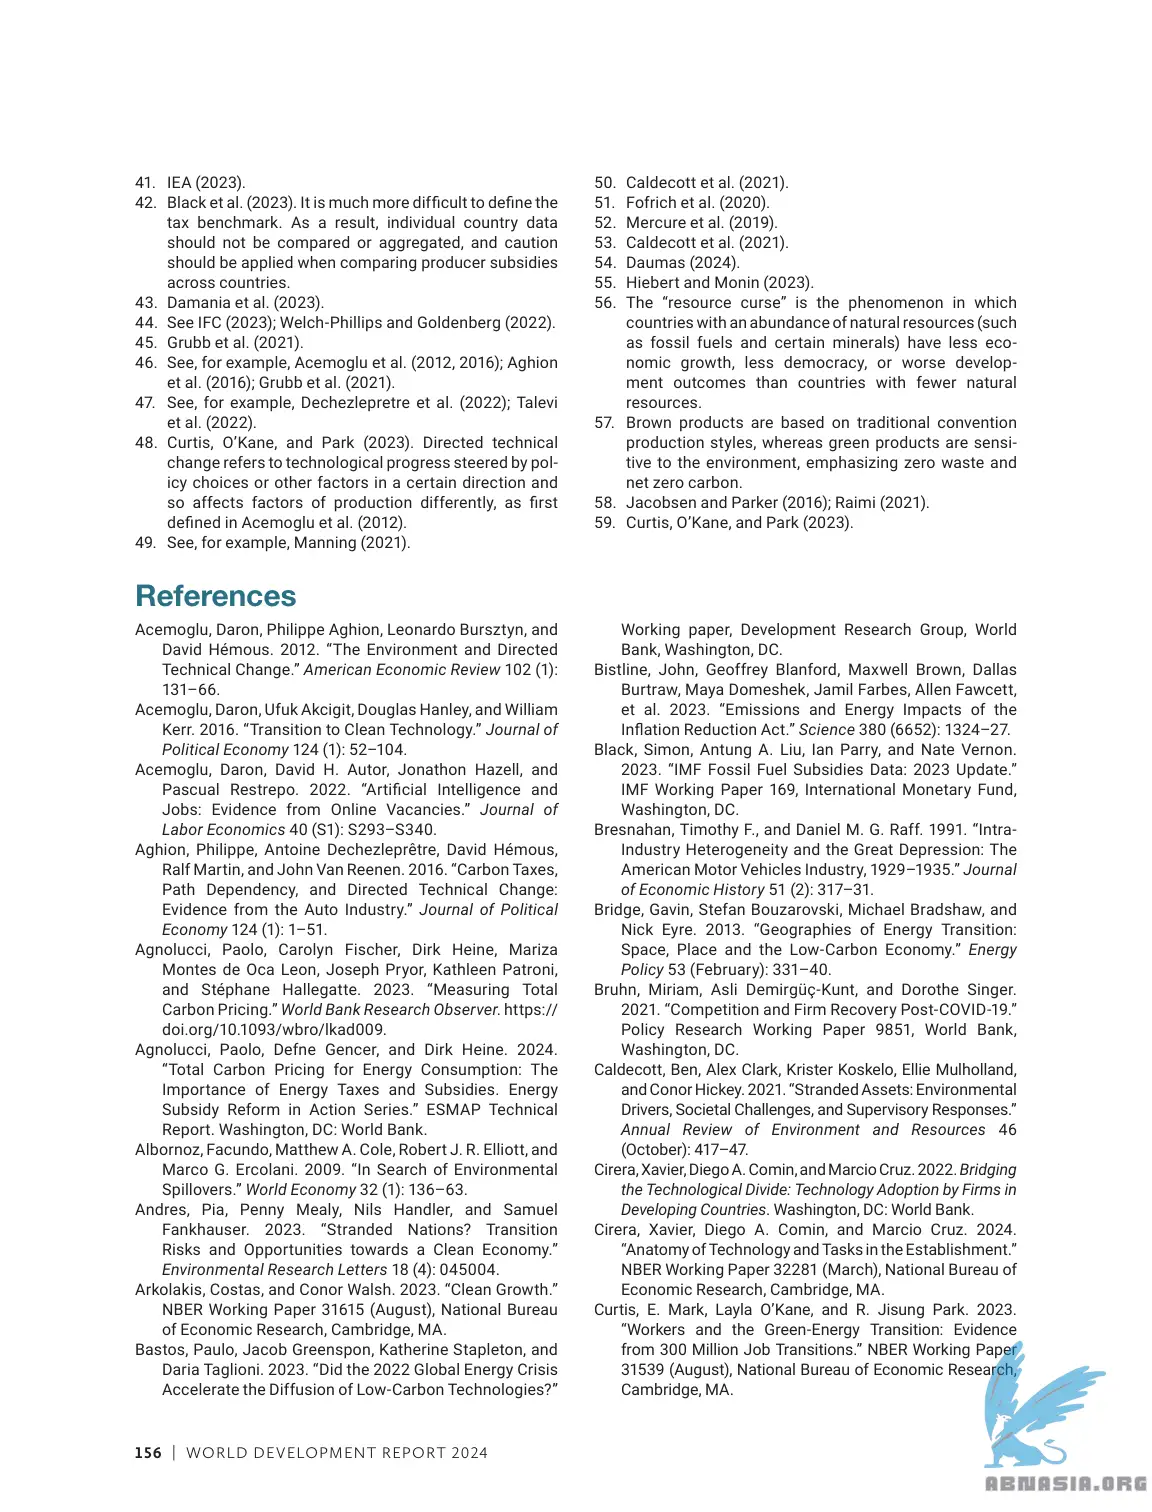 41. IEA (2023).
42. Black et al. (2023). It is much more difficult to define the
tax benchmark. As a result, individual country data
should not be compared or aggregated, and caution
should be applied when comparing producer subsidies
across countries.
43. Damania et al. (2023).
44. See IFC (2023); Welch-Phillips and Goldenberg (2022).
45. Grubb et al. (2021).
46. See, for example, Acemoglu et al. (2012, 2016); Aghion
et al. (2016); Grubb et al. (2021).
47. See, for example, Dechezlepretre et al. (2022); Talevi
et al. (2022).
48. Curtis, O’Kane, and Park (2023). Directed technical
change refers to technological progress steered by pol-
icy choices or other factors in a certain direction and
so affects factors of production differently, as first
defined in Acemoglu et al. (2012).
49. See, for example, Manning (2021).
50. Caldecott et al. (2021).
51. Fofrich et al. (2020).
52. Mercure et al. (2019).
53. Caldecott et al. (2021).
54. Daumas (2024).
55. Hiebert and Monin (2023).
56. The “resource curse” is the phenomenon in which
countries with an abundance of natural resources (such
as fossil fuels and certain minerals) have less eco-
nomic growth, less democracy, or worse develop-
ment outcomes than countries with fewer natural
resources.
57. Brown products are based on traditional convention
production styles, whereas green products are sensi-
tive to the environment, emphasizing zero waste and
net zero carbon.
58. Jacobsen and Parker (2016); Raimi (2021).
59. Curtis, O’Kane, and Park (2023).
References
Acemoglu, Daron, Philippe Aghion, Leonardo Bursztyn, and
David Hémous. 2012. “The Environment and Directed
Technical Change.” American Economic Review 102 (1):
131–66.
Acemoglu, Daron, Ufuk Akcigit, Douglas Hanley, and William
Kerr. 2016. “Transition to Clean Technology.” Journal of
Political Economy 124 (1): 52–104.
Acemoglu, Daron, David H. Autor, Jonathon Hazell, and
Pascual Restrepo. 2022. “Artificial Intelligence and
Jobs: Evidence from Online Vacancies.” Journal of
Labor Economics 40 (S1): S293–S340.
Aghion, Philippe, Antoine Dechezleprêtre, David Hémous,
Ralf Martin, and John Van Reenen. 2016. “Carbon Taxes,
Path Dependency, and Directed Technical Change:
Evidence from the Auto Industry.” Journal of Political
Economy 124 (1): 1–51.
Agnolucci, Paolo, Carolyn Fischer, Dirk Heine, Mariza
Montes de Oca Leon, Joseph Pryor, Kathleen Patroni,
and Stéphane Hallegatte. 2023. “Measuring Total
Carbon Pricing.” World Bank Research Observer. https://
doi.org/10.1093/wbro/lkad009.
Agnolucci, Paolo, Defne Gencer, and Dirk Heine. 2024.
“Total Carbon Pricing for Energy Consumption: The
Importance of Energy Taxes and Subsidies. Energy
Subsidy Reform in Action Series.” ESMAP Technical
Report. Washington, DC: World Bank.
Albornoz, Facundo, Matthew A. Cole, Robert J. R. Elliott, and
Marco G. Ercolani. 2009. “In Search of Environmental
Spillovers.” World Economy 32 (1): 136–63.
Andres, Pia, Penny Mealy, Nils Handler, and Samuel
Fankhauser. 2023. “Stranded Nations? Transition
Risks and Opportunities towards a Clean Economy.”
Environmental Research Letters 18 (4): 045004.
Arkolakis, Costas, and Conor Walsh. 2023. “Clean Growth.”
NBER Working Paper 31615 (August), National Bureau
of Economic Research, Cambridge, MA.
Bastos, Paulo, Jacob Greenspon, Katherine Stapleton, and
Daria Taglioni. 2023. “Did the 2022 Global Energy Crisis
Accelerate the Diffusion of Low-Carbon Technologies?”
Working paper, Development Research Group, World
Bank, Washington, DC.
Bistline, John, Geoffrey Blanford, Maxwell Brown, Dallas
Burtraw, Maya Domeshek, Jamil Farbes, Allen Fawcett,
et al. 2023. “Emissions and Energy Impacts of the
Inflation Reduction Act.” Science 380 (6652): 1324–27.
Black, Simon, Antung A. Liu, Ian Parry, and Nate Vernon.
2023. “IMF Fossil Fuel Subsidies Data: 2023 Update.”
IMF Working Paper 169, International Monetary Fund,
Washington, DC.
Bresnahan, Timothy F., and Daniel M. G. Raff. 1991. “Intra-
Industry Heterogeneity and the Great Depression: The
American Motor Vehicles Industry, 1929–1935.” Journal
of Economic History 51 (2): 317–31.
Bridge, Gavin, Stefan Bouzarovski, Michael Bradshaw, and
Nick Eyre. 2013. “Geographies of Energy Transition:
Space, Place and the Low-Carbon Economy.” Energy
Policy 53 (February): 331–40.
Bruhn, Miriam, Asli Demirgüç-Kunt, and Dorothe Singer.
2021. “Competition and Firm Recovery Post-COVID-19.”
Policy Research Working Paper 9851, World Bank,
Washington, DC.
Caldecott, Ben, Alex Clark, Krister Koskelo, Ellie Mulholland,
and Conor Hickey. 2021. “Stranded Assets: Environmental
Drivers, Societal Challenges, and Supervisory Responses.”
Annual Review of Environment and Resources 46
(October): 417–47.
Cirera, Xavier, Diego A. Comin, and Marcio Cruz. 2022. Bridging
the Technological Divide: Technology Adoption by Firms in
Developing Countries. Washington, DC: World Bank.
Cirera, Xavier, Diego A. Comin, and Marcio Cruz. 2024.
“Anatomy of Technology and Tasks in the Establishment.”
NBER Working Paper 32281 (March), National Bureau of
Economic Research, Cambridge, MA.
Curtis, E. Mark, Layla O’Kane, and R. Jisung Park. 2023.
“Workers and the Green-Energy Transition: Evidence
from 300 Million Job Transitions.” NBER Working Paper
31539 (August), National Bureau of Economic Research,
Cambridge, MA.
156 | WORLD DEVELOPMENT REPORT 2024
ABNASIA.ORG